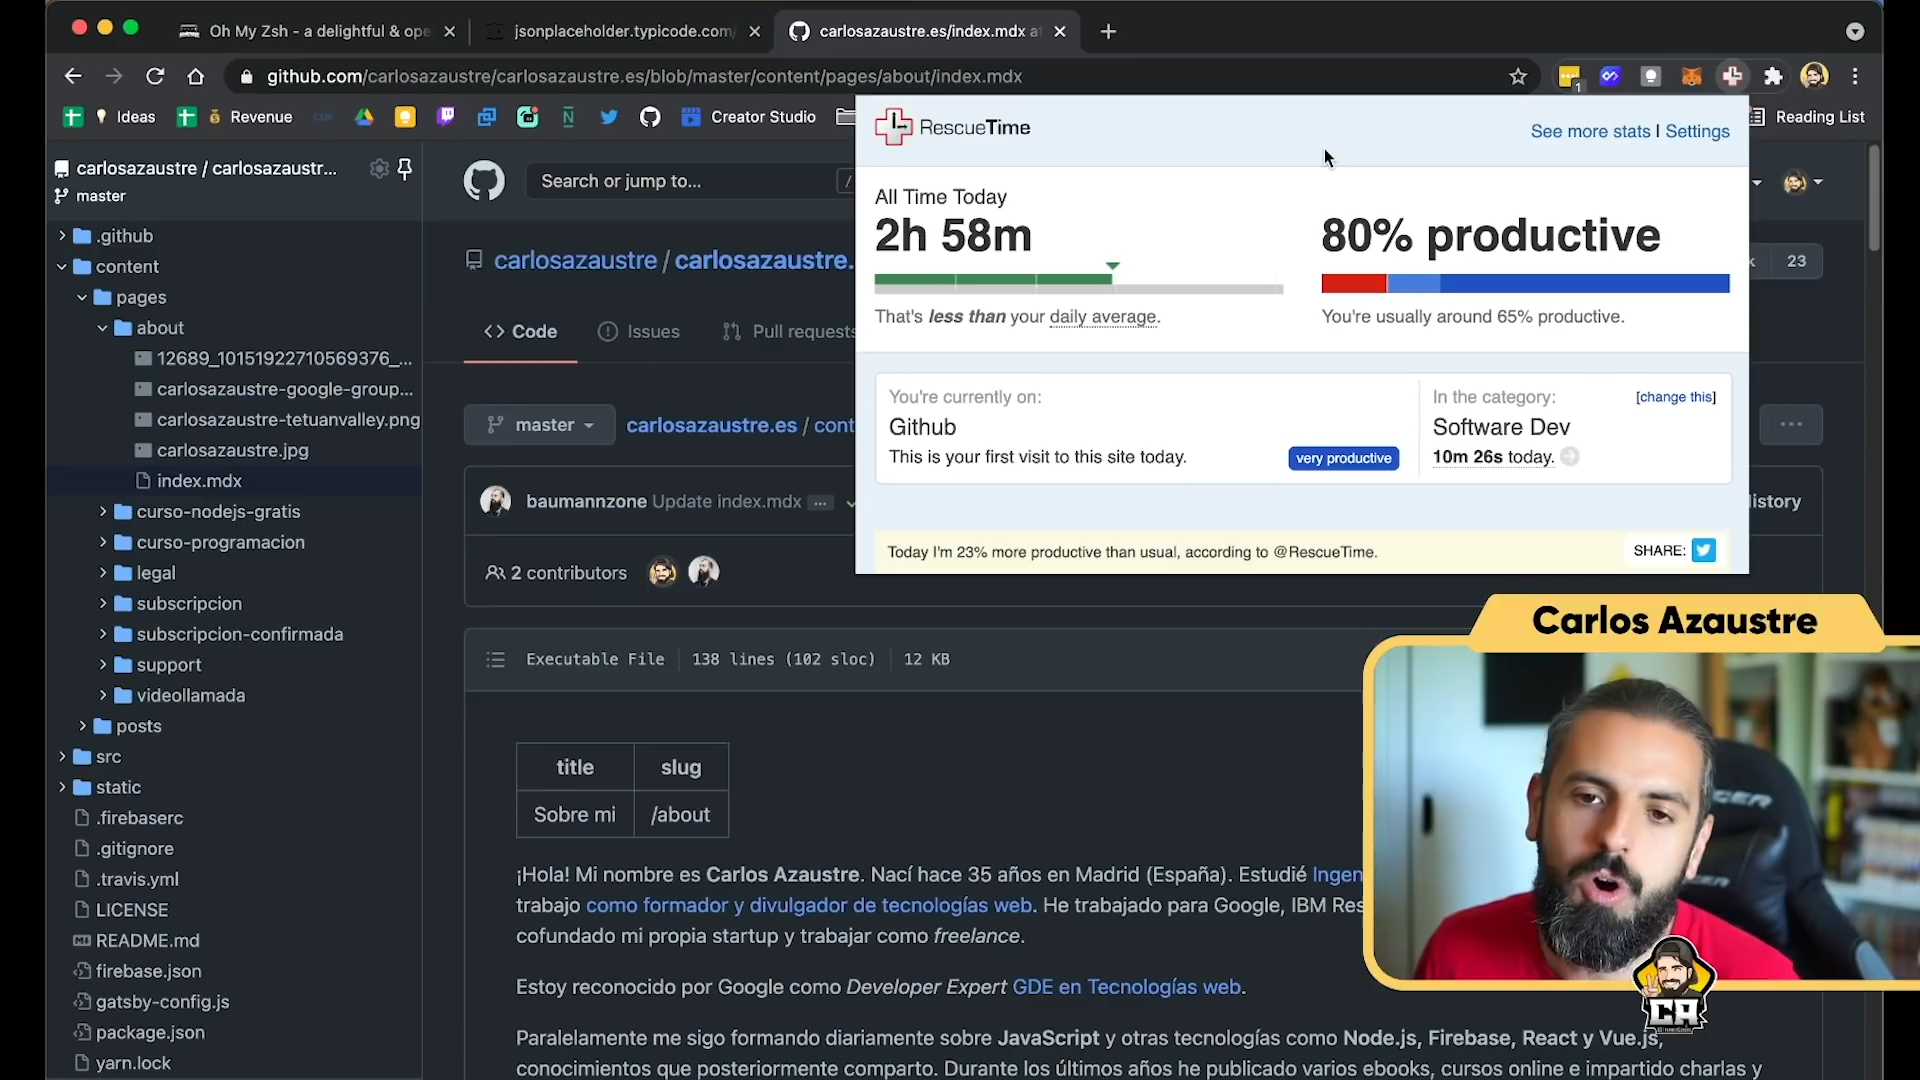 Oh My Zsh - a delightful & ope
jsonplaceholder.typicode.com/
carlosazaustre.es/index.mdx a
github.com/carlosazaustre/carlosazaustre.es/blob/master/content/pages/about/index.mdx
1
Ideas
Revenue
Creator Studio
Reading List
carlosazaustre / carlosazaustr...
master
.github
content
pages
about
12689_10151922710569376_...
carlosazaustre-google-group...
carlosazaustre-tetuanvalley.png
carlosazaustre.jpg
index.mdx
curso-nodejs-gratis
curso-programacion
legal
subscripcion
subscripcion-confirmada
support
videollamada
posts
src
static
.firebaserc
.gitignore
.travis.yml
LICENSE
README.md
firebase.json
gatsby-config.js
package.json
yarn.lock
Search or jump to...
/
carlosazaustre / carlosazaustre.
k 23
Code
Issues
Pull requests
master
carlosazaustre.es / cont
baumannzone Update index.mdx ...
listory
2 contributors
Executable File
138 lines (102 sloc)
12 KB
title slug
Sobre mi /about
¡Hola! Mi nombre es Carlos Azaustre. Nací hace 35 años en Madrid (España). Estudié Ingen
trabajo como formador y divulgador de tecnologías web. He trabajado para Google, IBM Res
cofundado mi propia startup y trabajar como freelance.
Estoy reconocido por Google como Developer Expert GDE en Tecnologías web.
Paralelamente me sigo formando diariamente sobre JavaScript y otras tecnologías como Node.js, Firebase, React y Vue.js,
conocimientos que posteriormente comparto. Durante los últimos años he publicado varios ebooks, cursos online e impartido charlas y
RescueTime
See more stats | Settings
All Time Today
2h 58m
That's less than your daily average.
80% productive
You're usually around 65% productive.
You're currently on:
Github
This is your first visit to this site today.
very productive
In the category:
[change this]
Software Dev
10m 26s today.
Today I'm 23% more productive than usual, according to @RescueTime.
SHARE:
Carlos Azaustre
CA